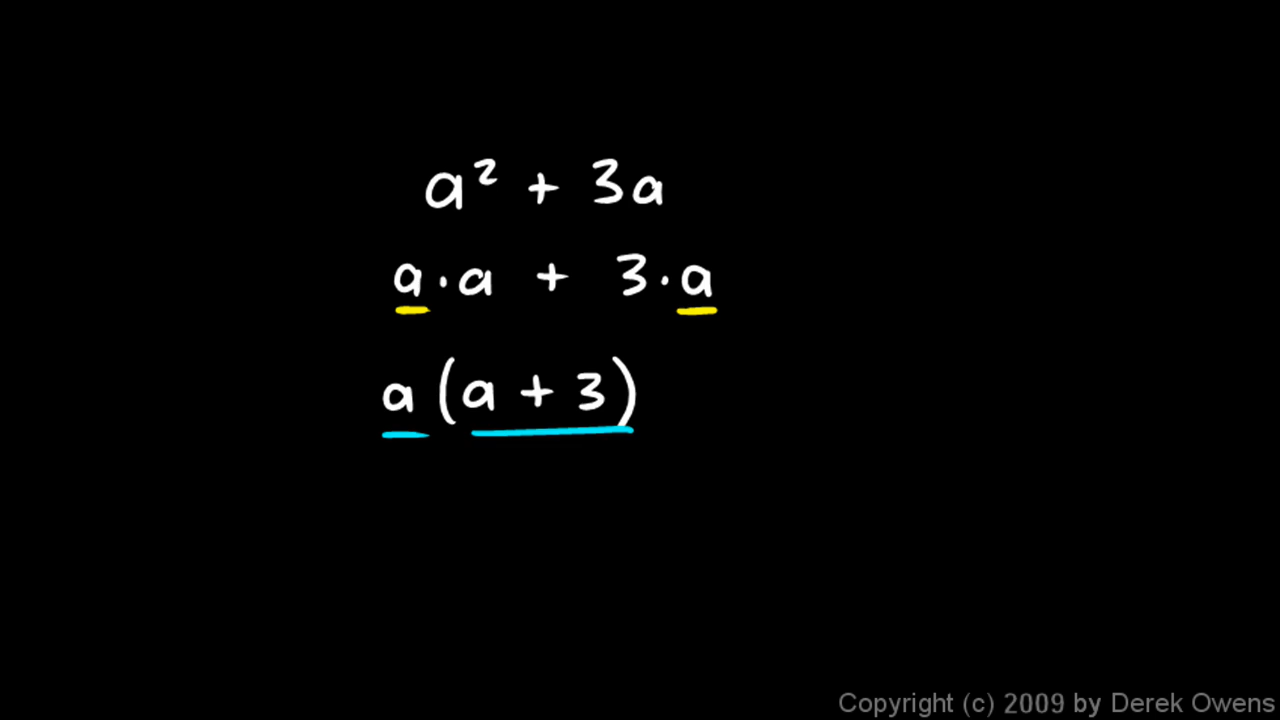 a² + 3a
a · a + 3 · a
a (a + 3)
Copyright (c) 2009 by Derek Owens